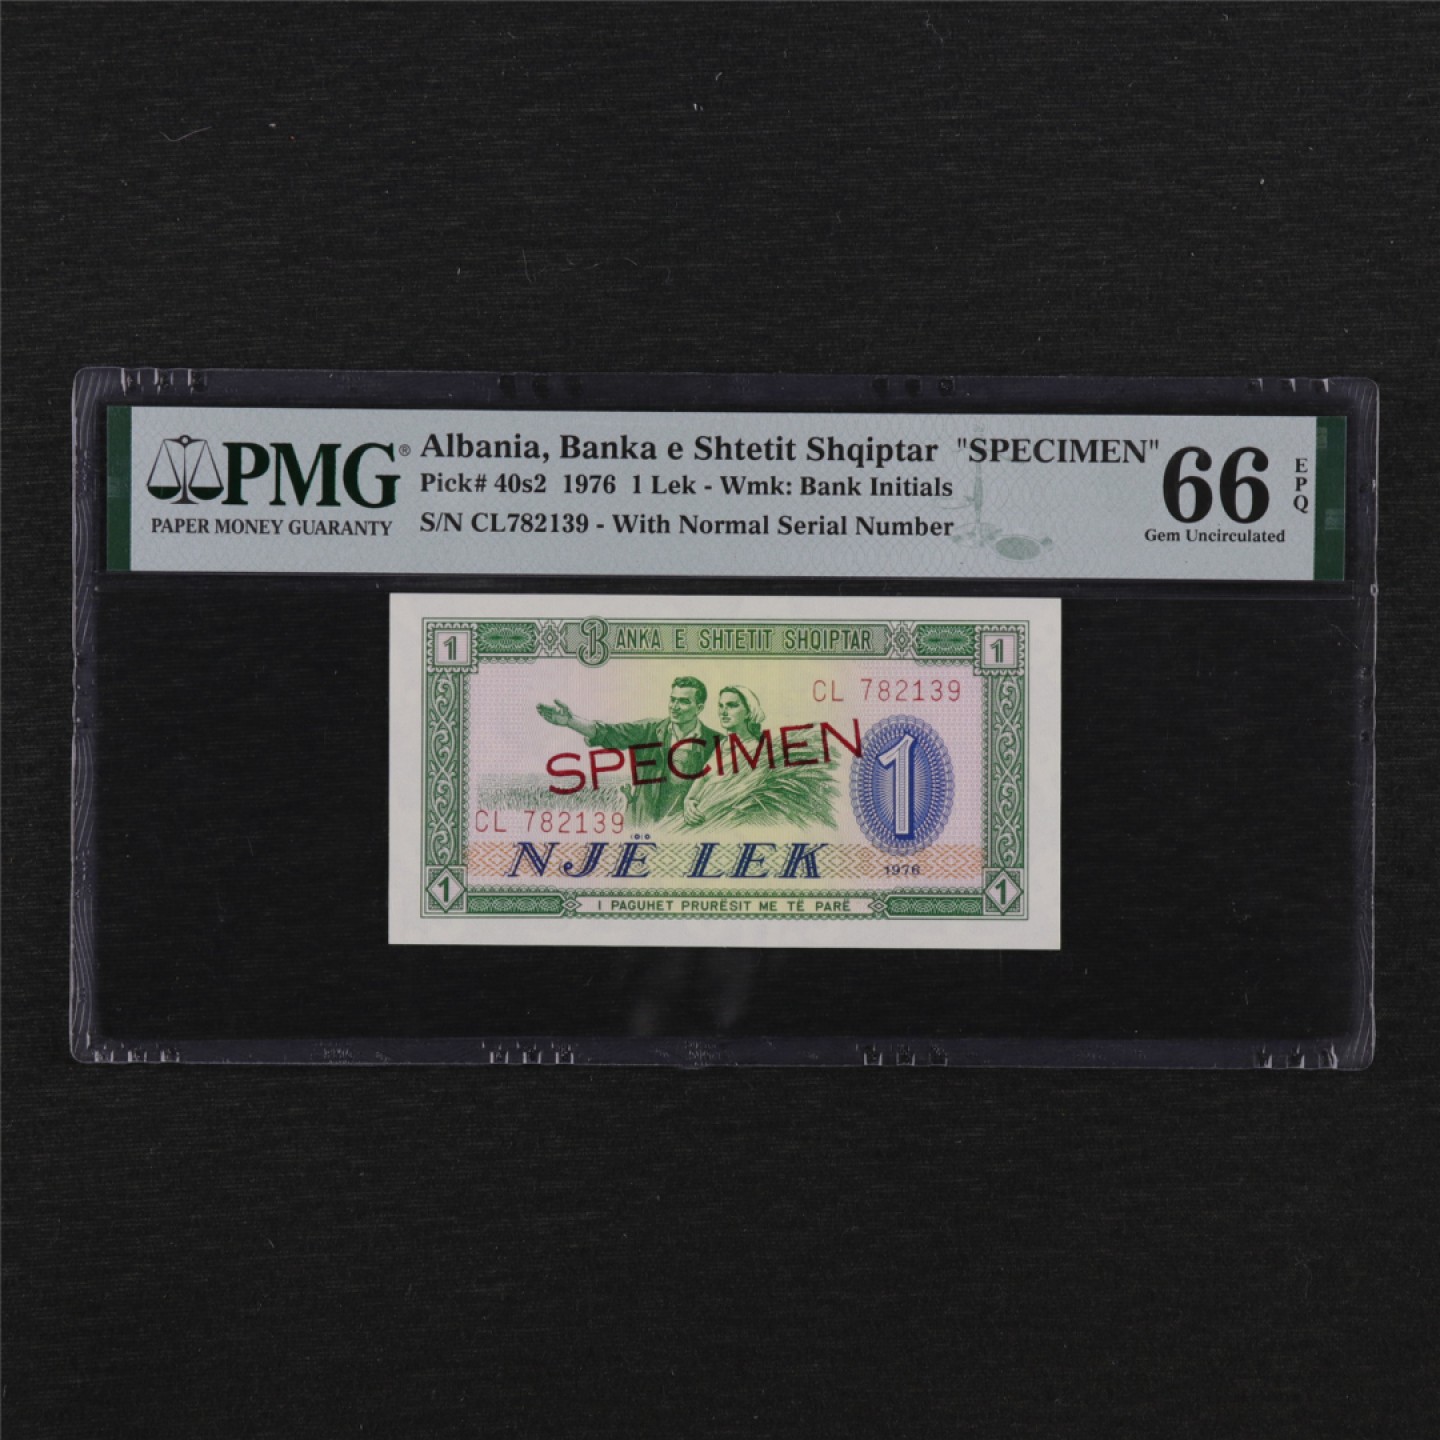 PMG®
PAPER MONEY GUARANTY
Albania, Banka e Shtetit Shqiptar "SPECIMEN"
Pick# 40s2 1976 1 Lek - Wmk: Bank Initials
S/N CL782139 - With Normal Serial Number
66
EPQ
Gem Uncirculated
1 BANKA E SHTETIT SHQIPTAR 1
CL 782139
SPECIMEN
1
CL 782139
NJË LEK
1976
1 I PAGUHET PRURËSIT ME TË PARË 1